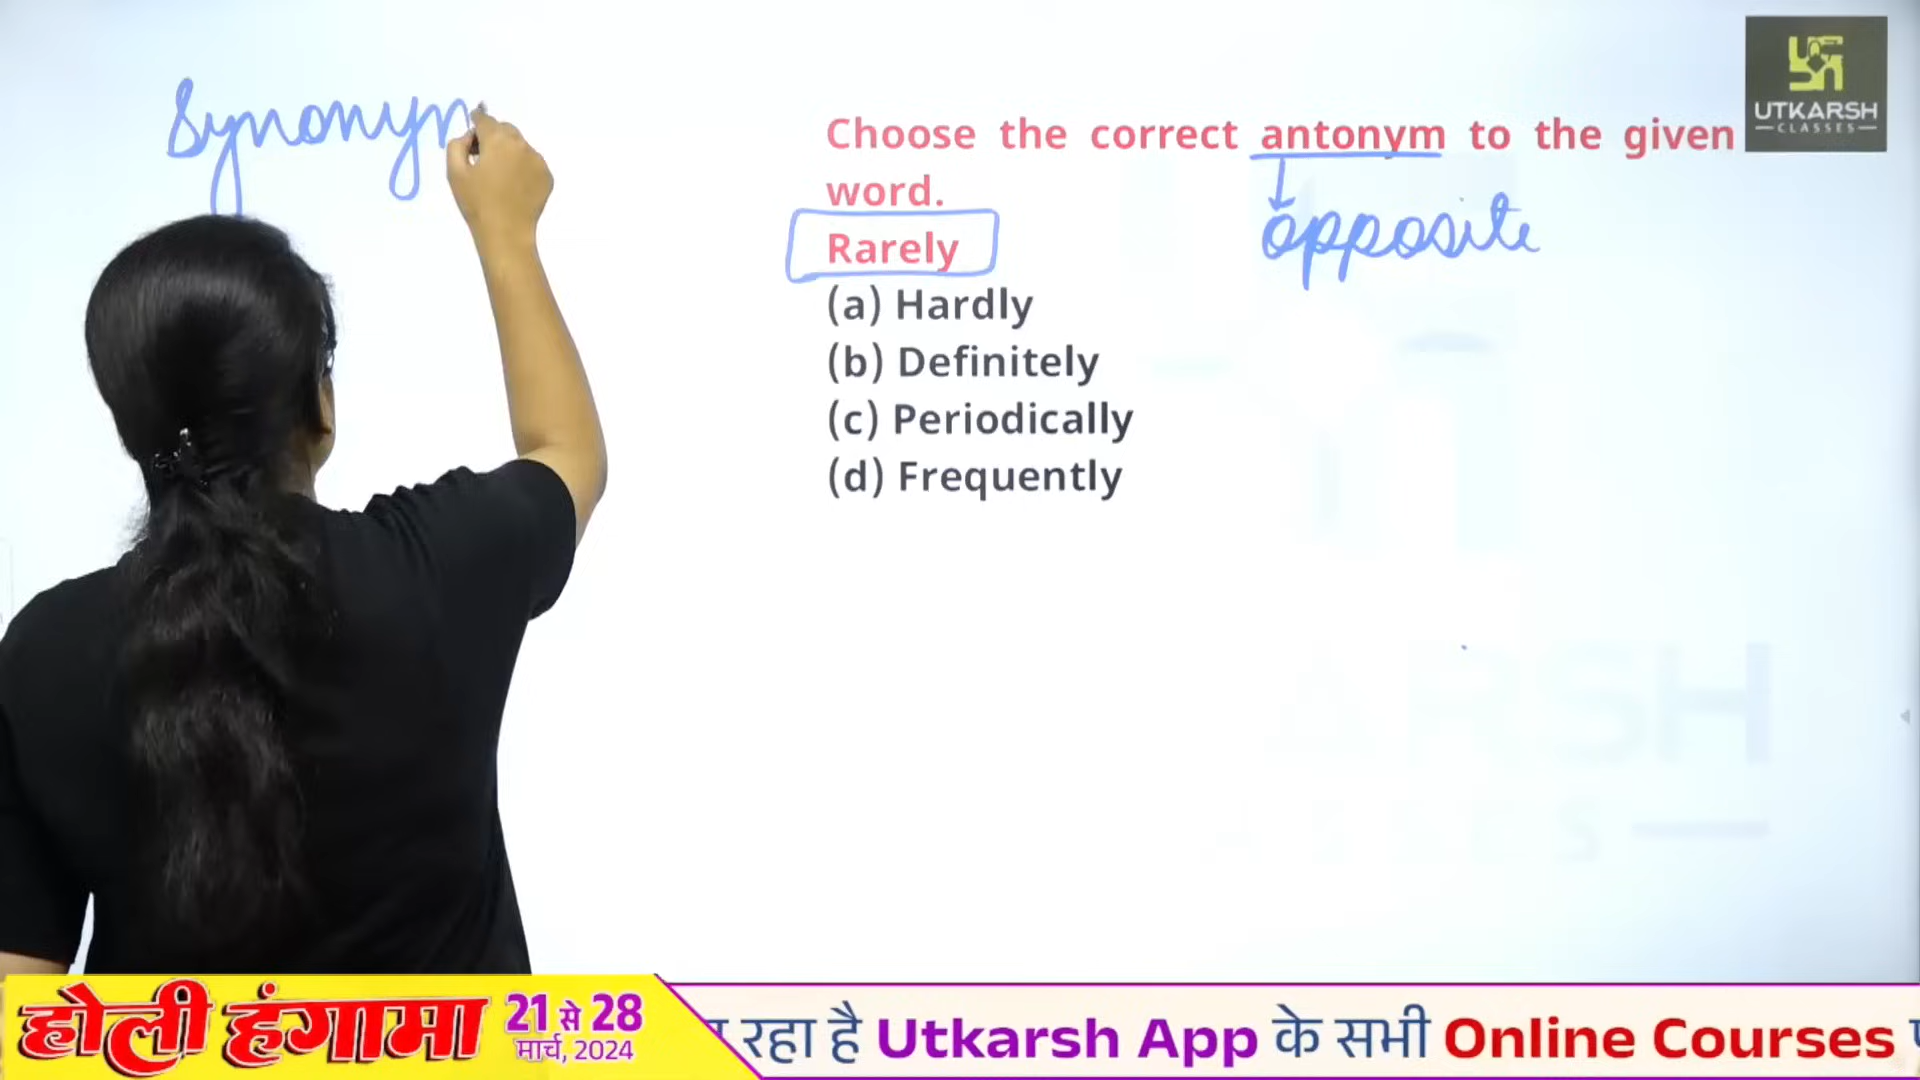 Synonym
Choose the correct antonym to the given
word.
opposite
Rarely
(a) Hardly
(b) Definitely
(c) Periodically
(d) Frequently
UTKARSH
CLASSES
ARSH
होली हंगामा 21 से 28
मार्च, 2024
रहा है Utkarsh App के सभी Online Courses